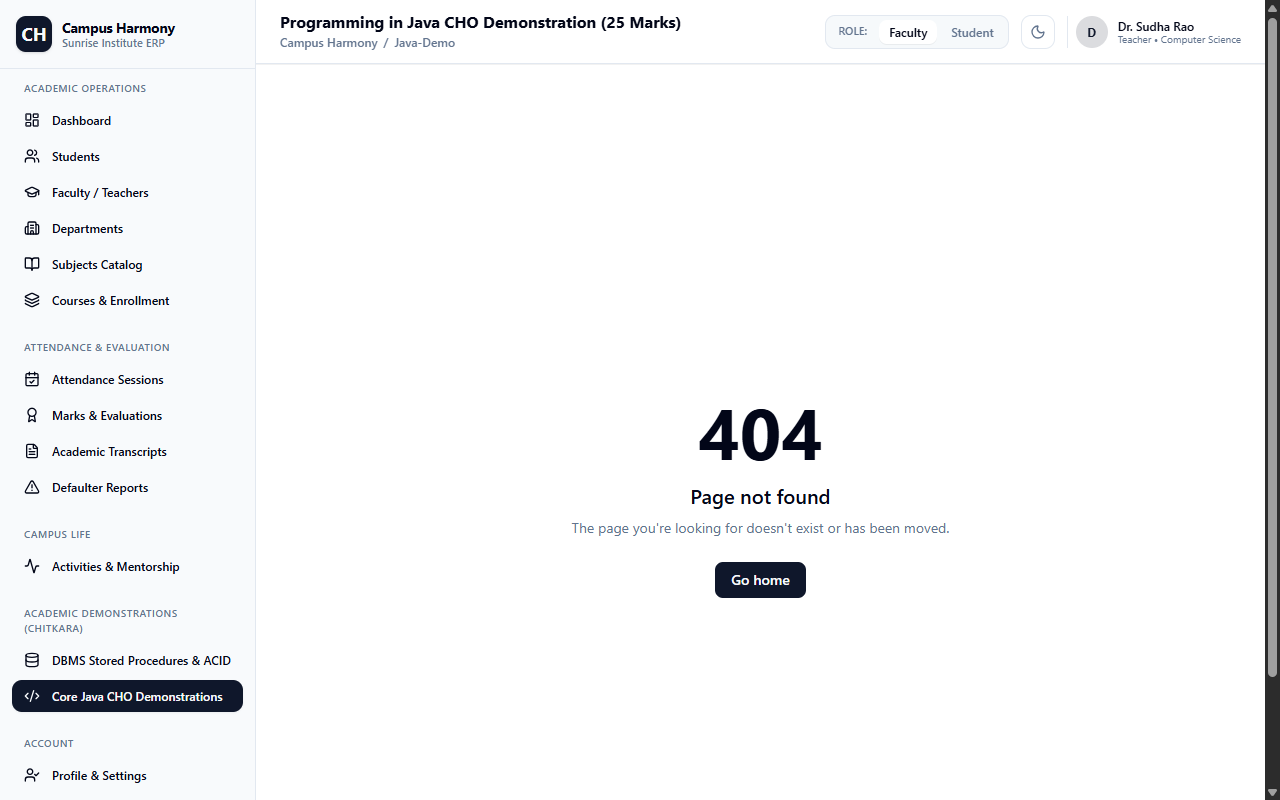 CH
Campus Harmony
Sunrise Institute ERP
ACADEMIC OPERATIONS
Dashboard
Students
Faculty / Teachers
Departments
Subjects Catalog
Courses & Enrollment
ATTENDANCE & EVALUATION
Attendance Sessions
Marks & Evaluations
Academic Transcripts
Defaulter Reports
CAMPUS LIFE
Activities & Mentorship
ACADEMIC DEMONSTRATIONS
(CHITKARA)
DBMS Stored Procedures & ACID
Core Java CHO Demonstrations
ACCOUNT
Profile & Settings
Programming in Java CHO Demonstration (25 Marks)
Campus Harmony / Java-Demo
ROLE: Faculty Student
D
Dr. Sudha Rao
Teacher • Computer Science
404
Page not found
The page you're looking for doesn't exist or has been moved.
Go home